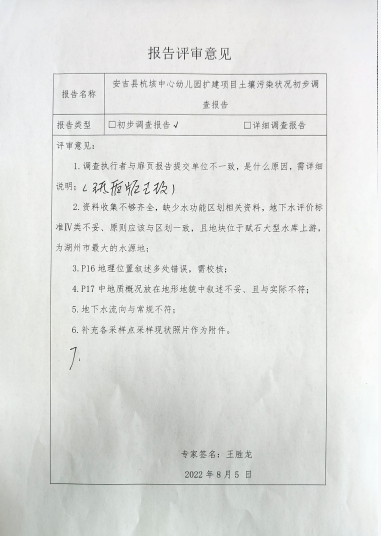 报告评审意见
报告名称
安吉县杭垓中心幼儿园扩建项目土壤污染状况初步调
查报告
报告类型
□初步调查报告√
□详细调查报告
评审意见：
1.调查执行者与扉页报告提交单位不一致，是什么原因，需详细
说明；
2.资料收集不够齐全，缺少水功能区划相关资料，地下水评价标
准Ⅳ类不妥、原则应该与区划一致，且地块位于赋石大型水库上游，
为湖州市最大的水源地；
3.P16 地理位置叙述多处错误，需校核；
4.P17 中地质概况放在地形地貌中叙述不妥、且与实际不符；
5.地下水流向与常规不符；
6.补充各采样点采样现状照片作为附件。
7.
专家签名：王胜龙
2022 年 8 月 5 日